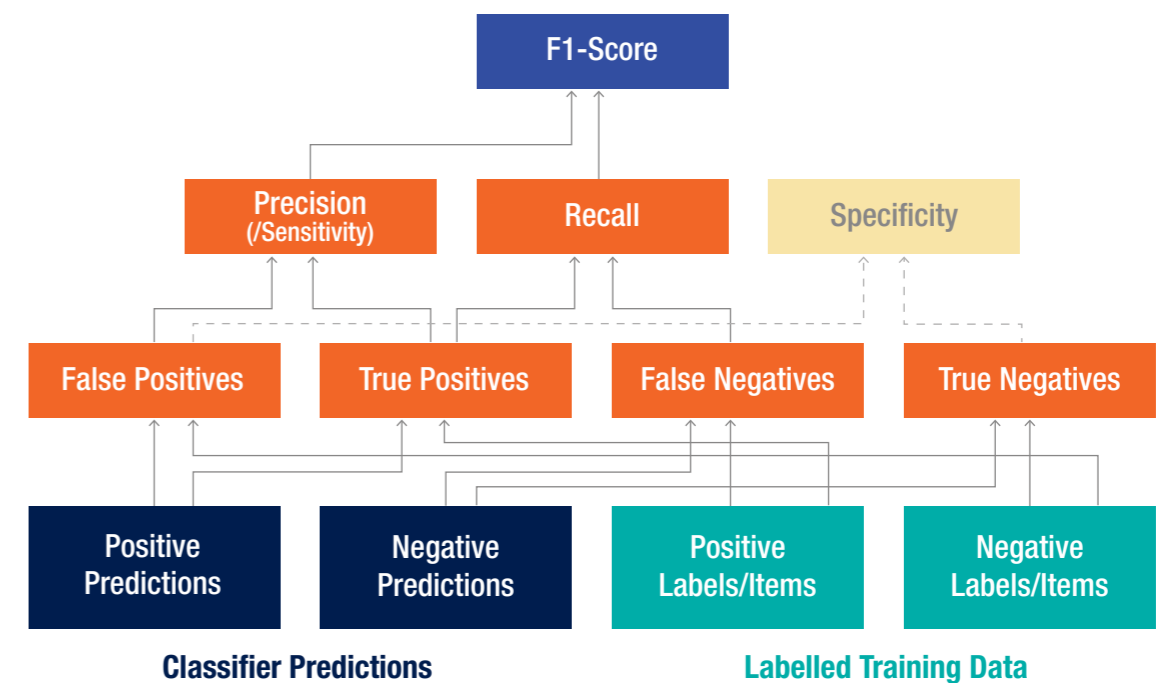 F1-Score
Precision
(/Sensitivity)
Recall
Specificity
False Positives
True Positives
False Negatives
True Negatives
Positive
Predictions
Negative
Predictions
Positive
Labels/Items
Negative
Labels/Items
Classifier Predictions
Labelled Training Data